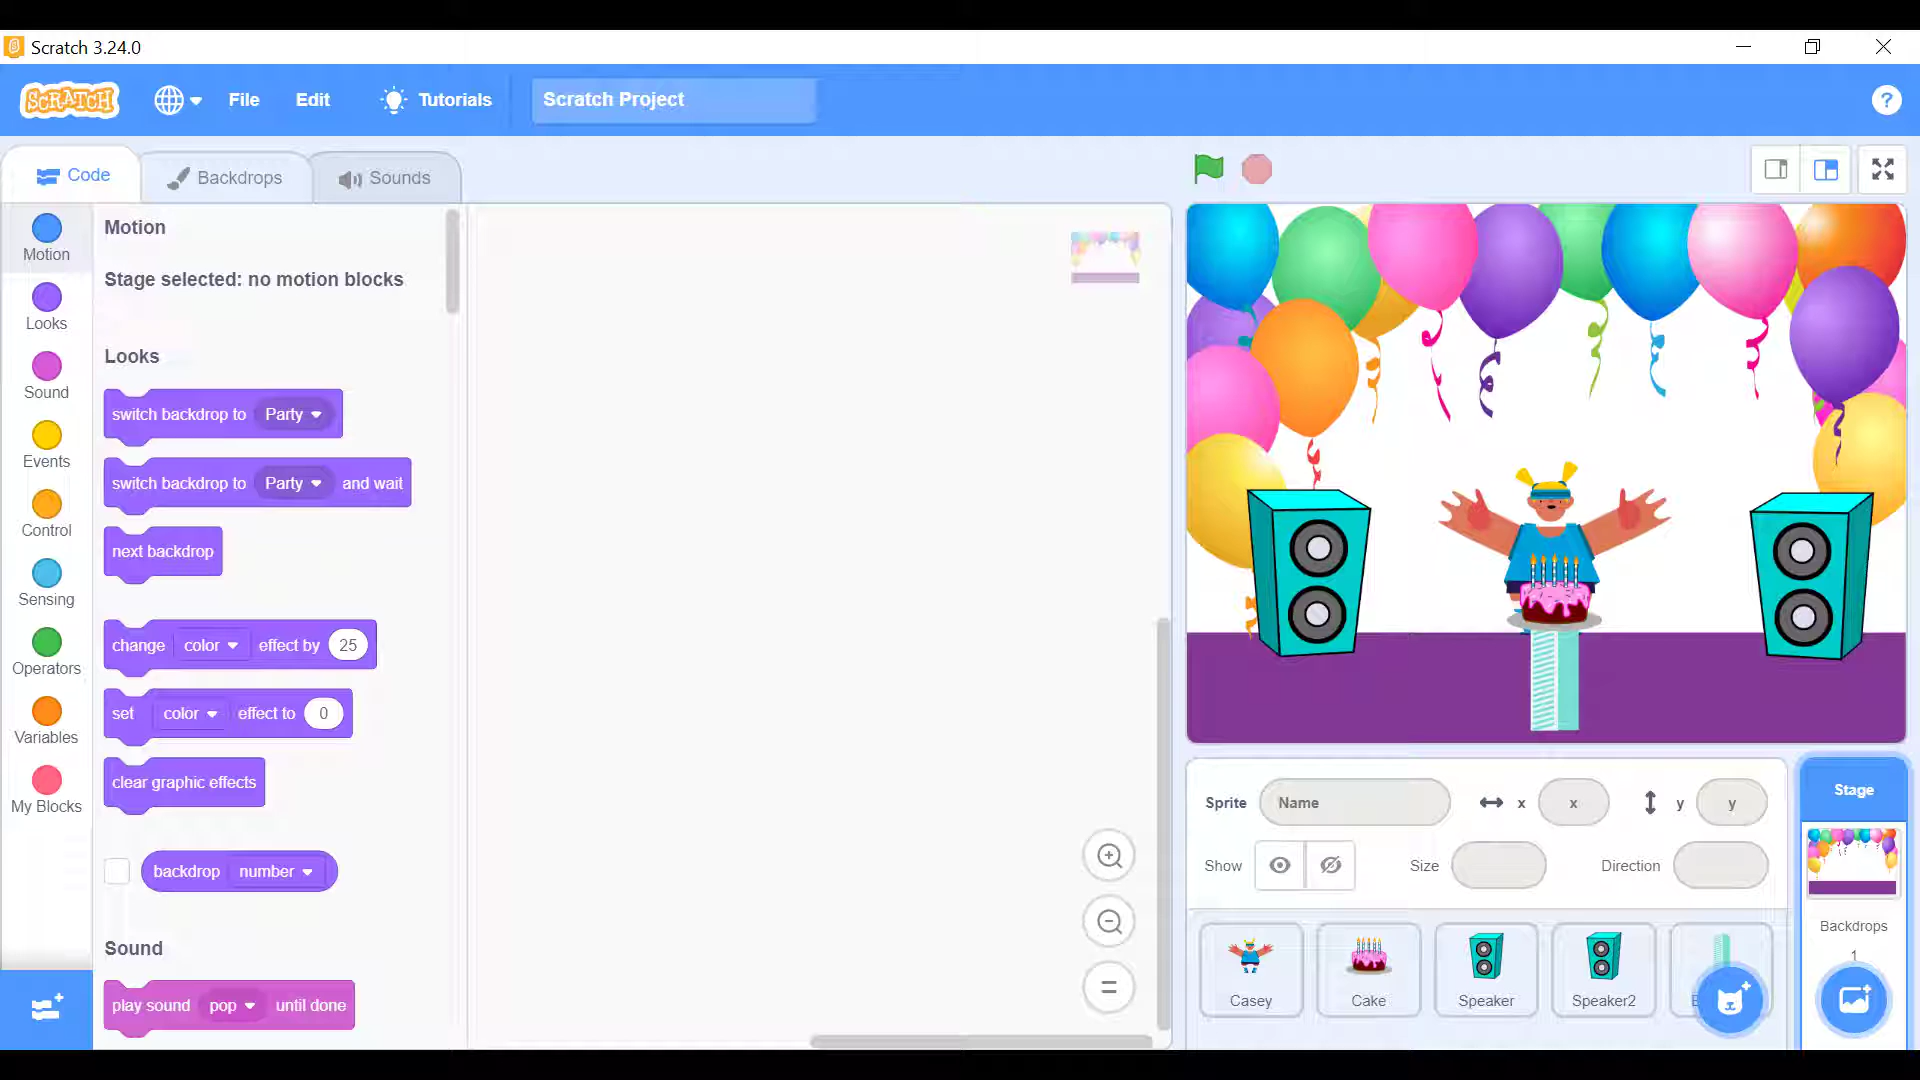 Scratch 3.24.0
SCRATCH
File
Edit
Tutorials
Scratch Project
?
Code
Backdrops
Sounds
Motion
Looks
Sound
Events
Control
Sensing
Operators
Variables
My Blocks
Motion
Stage selected: no motion blocks
Looks
switch backdrop to Party
switch backdrop to Party and wait
next backdrop
change color effect by 25
set color effect to 0
clear graphic effects
backdrop number
Sound
play sound pop until done
Sprite Name x x y y
Show Size Direction
Casey
Cake
Speaker
Speaker2
Stage
Backdrops
1